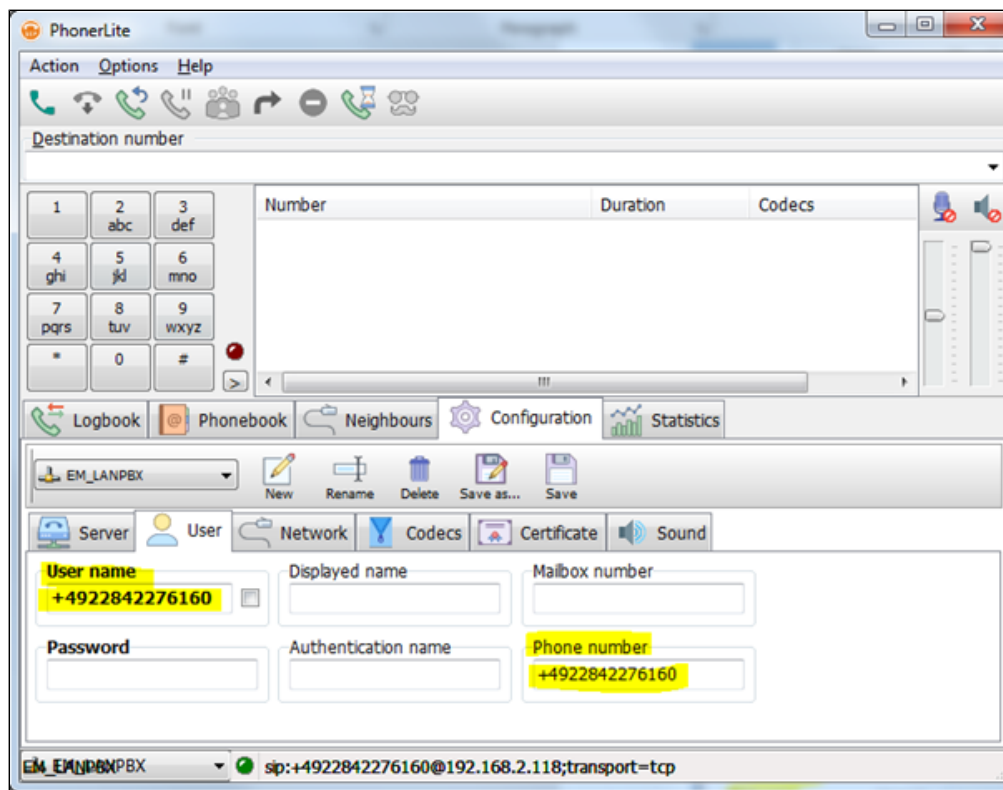 PhonerLite
Action Options Help
Destination number
1 2 abc 3 def
4 ghi 5 jkl 6 mno
7 pqrs 8 tuv 9 wxyz
* 0 #
>
Number Duration Codecs
Logbook Phonebook Neighbours Configuration Statistics
EM_LANPBX New Rename Delete Save as... Save
Server User Network Codecs Certificate Sound
User name Displayed name Mailbox number
+4922842276160
Password Authentication name Phone number
+4922842276160
EM_LANPBX sip:+4922842276160@192.168.2.118;transport=tcp